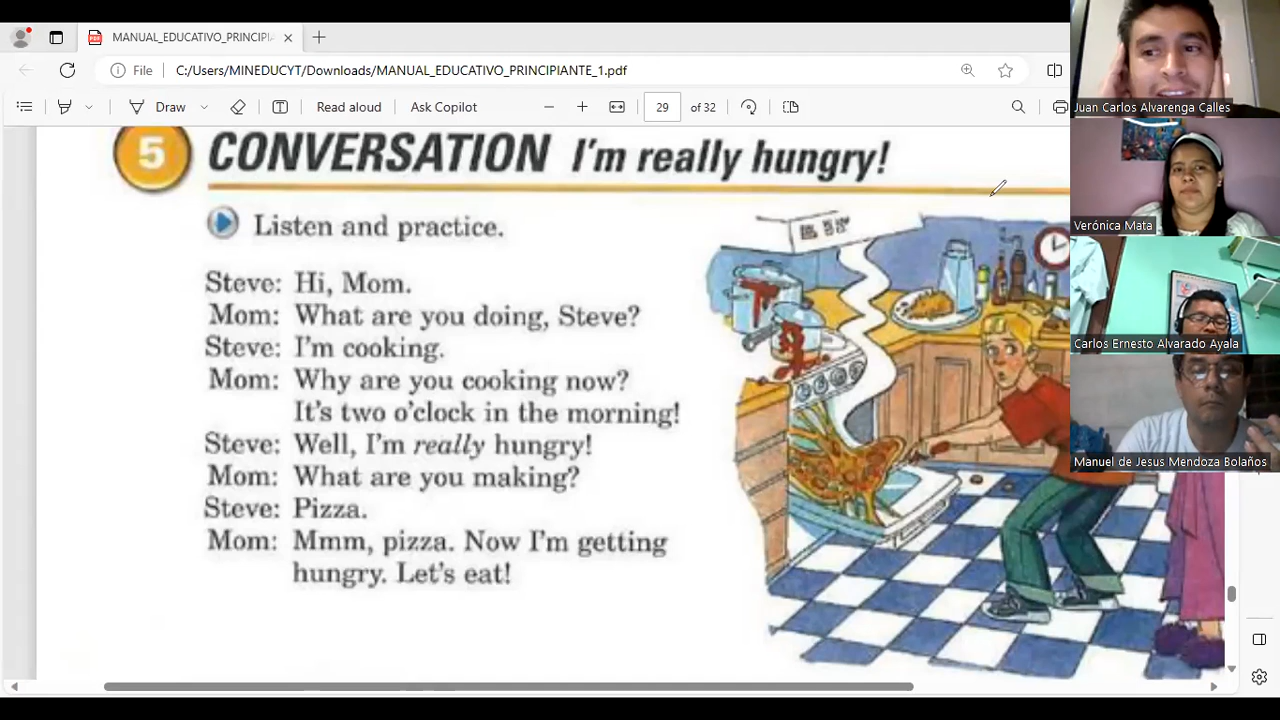 MANUAL_EDUCATIVO_PRINCIPIA
File
C:/Users/MINEDUCYT/Downloads/MANUAL_EDUCATIVO_PRINCIPIANTE_1.pdf
Draw
Read aloud
Ask Copilot
29 of 32
5 CONVERSATION I'm really hungry!
Listen and practice.
Steve: Hi, Mom.
Mom: What are you doing, Steve?
Steve: I'm cooking.
Mom: Why are you cooking now?
It's two o'clock in the morning!
Steve: Well, I'm really hungry!
Mom: What are you making?
Steve: Pizza.
Mom: Mmm, pizza. Now I'm getting
hungry. Let's eat!
Juan Carlos Alvarenga Calles
Verónica Mata
Carlos Ernesto Alvarado Ayala
Manuel de Jesus Mendoza Bolaños